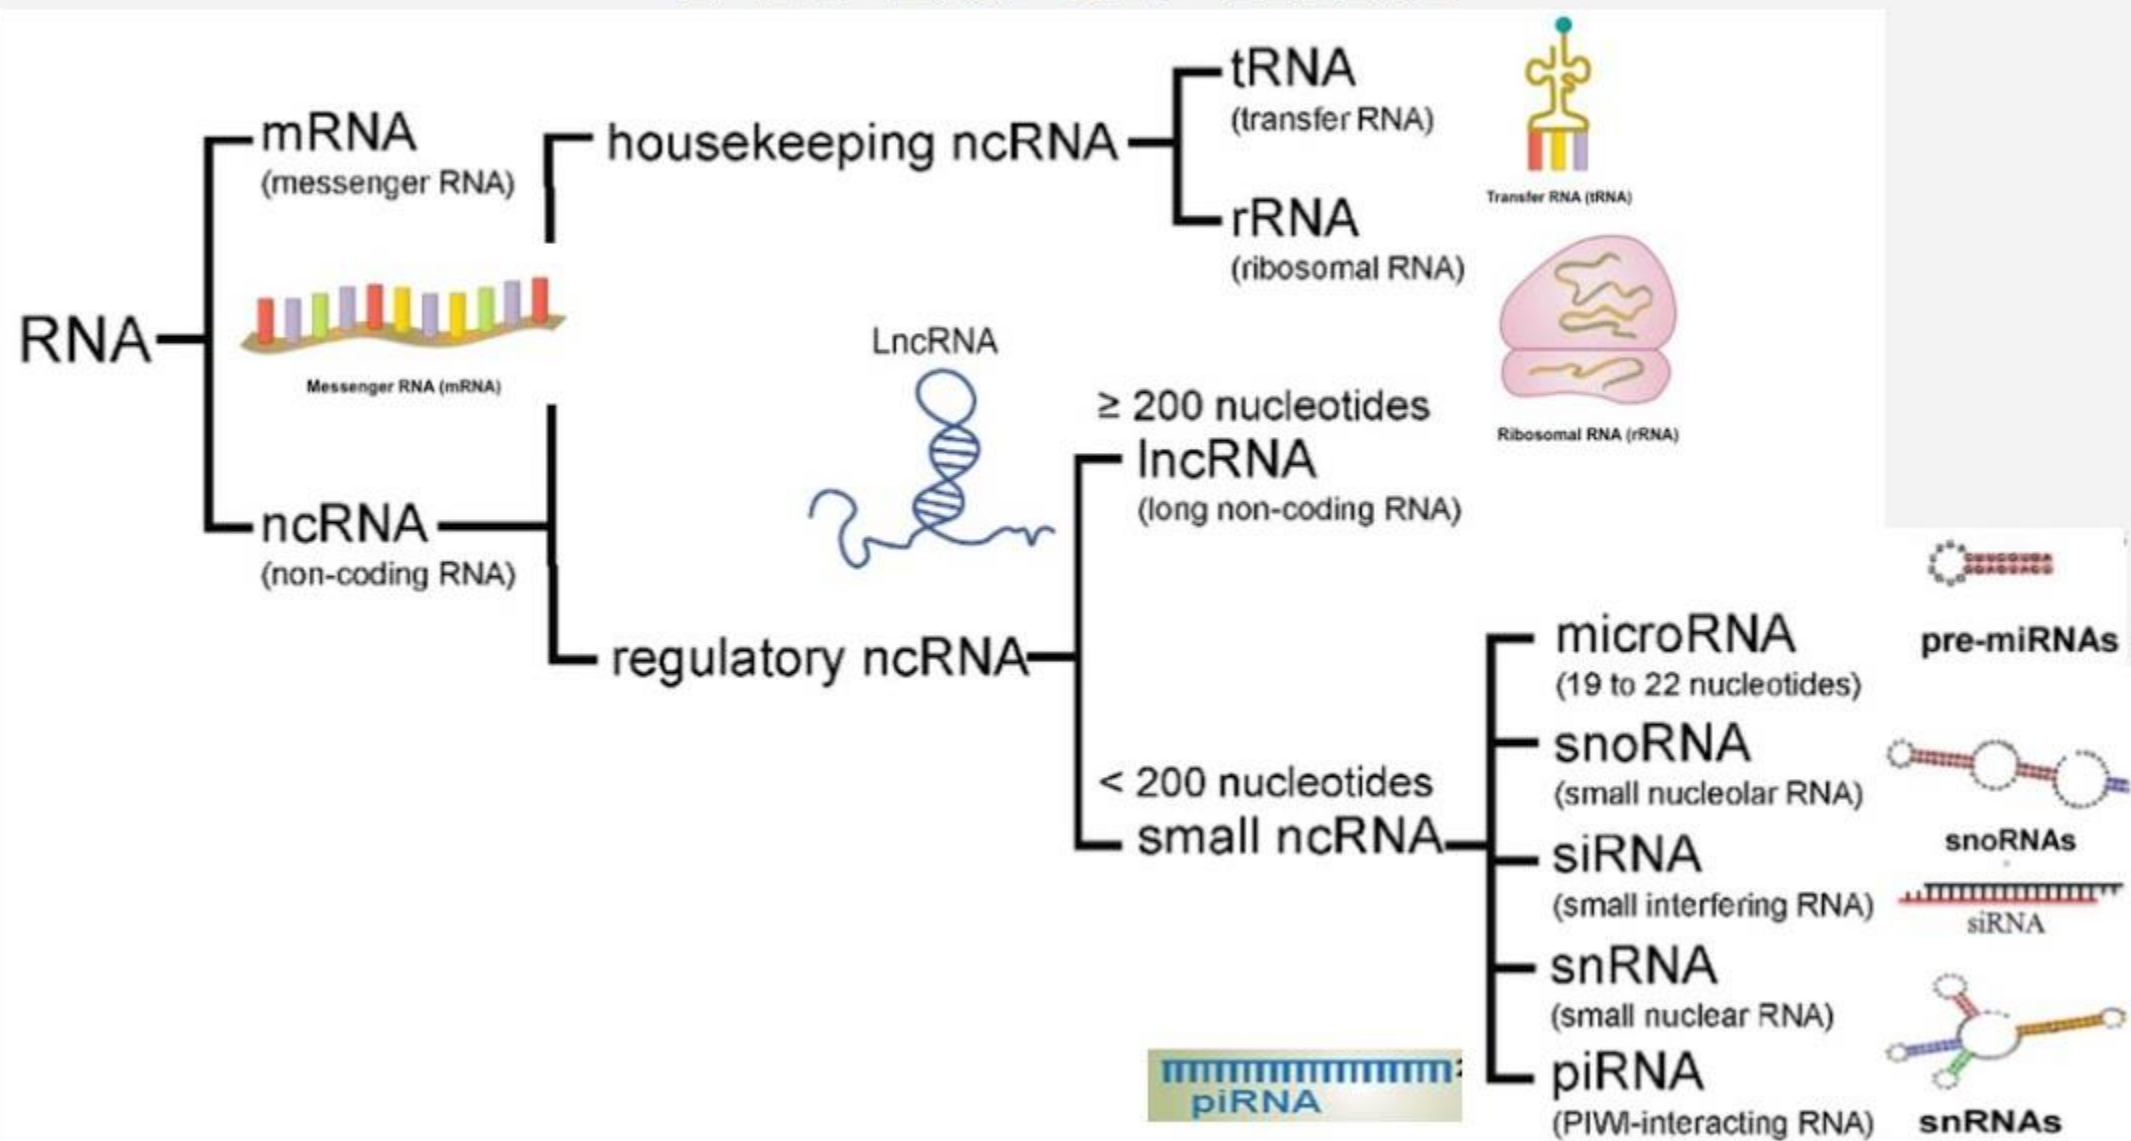 tRNA
(transfer RNA)
mRNA
(messenger RNA)
housekeeping ncRNA
Transfer RNA (tRNA)
rRNA
(ribosomal RNA)
RNA
Messenger RNA (mRNA)
LncRNA
≥ 200 nucleotides
Ribosomal RNA (rRNA)
lncRNA
(long non-coding RNA)
ncRNA
(non-coding RNA)
regulatory ncRNA
microRNA
(19 to 22 nucleotides)
pre-miRNAs
snoRNA
(small nucleolar RNA)
< 200 nucleotides
small ncRNA
snoRNAs
siRNA
(small interfering RNA)
siRNA
snRNA
(small nuclear RNA)
piRNA
piRNA
(PIWI-interacting RNA)
snRNAs